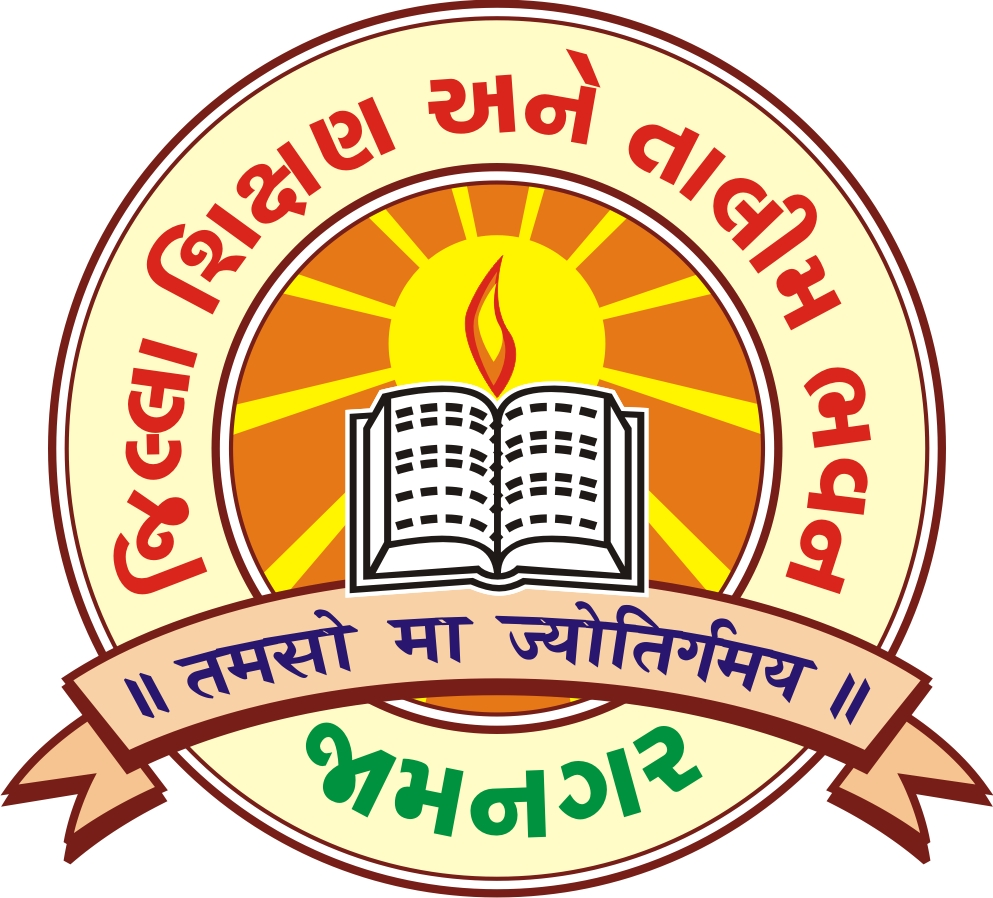 જિલ્લા શિક્ષણ અને તાલીમ ભવન
॥ तमसो मा ज्योतिर्गमय ॥
જામનગર